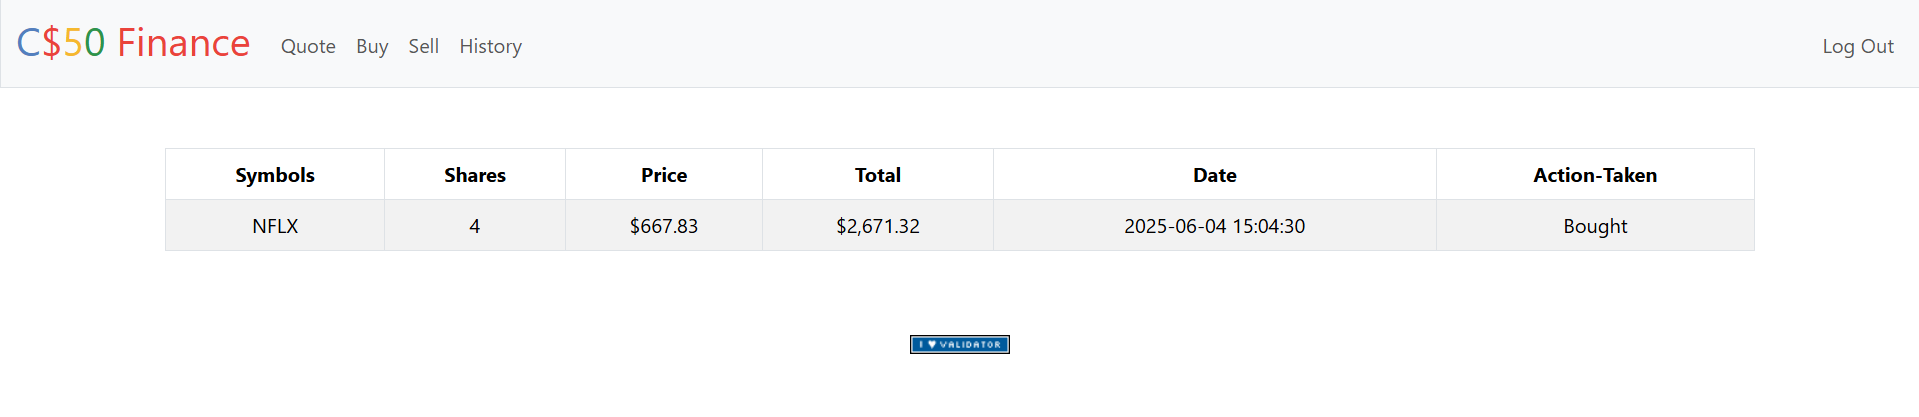 C$50 Finance Quote Buy Sell History Log Out
Symbols Shares Price Total Date Action-Taken
NFLX 4 $667.83 $2,671.32 2025-06-04 15:04:30 Bought
I ♥ VALIDATOR